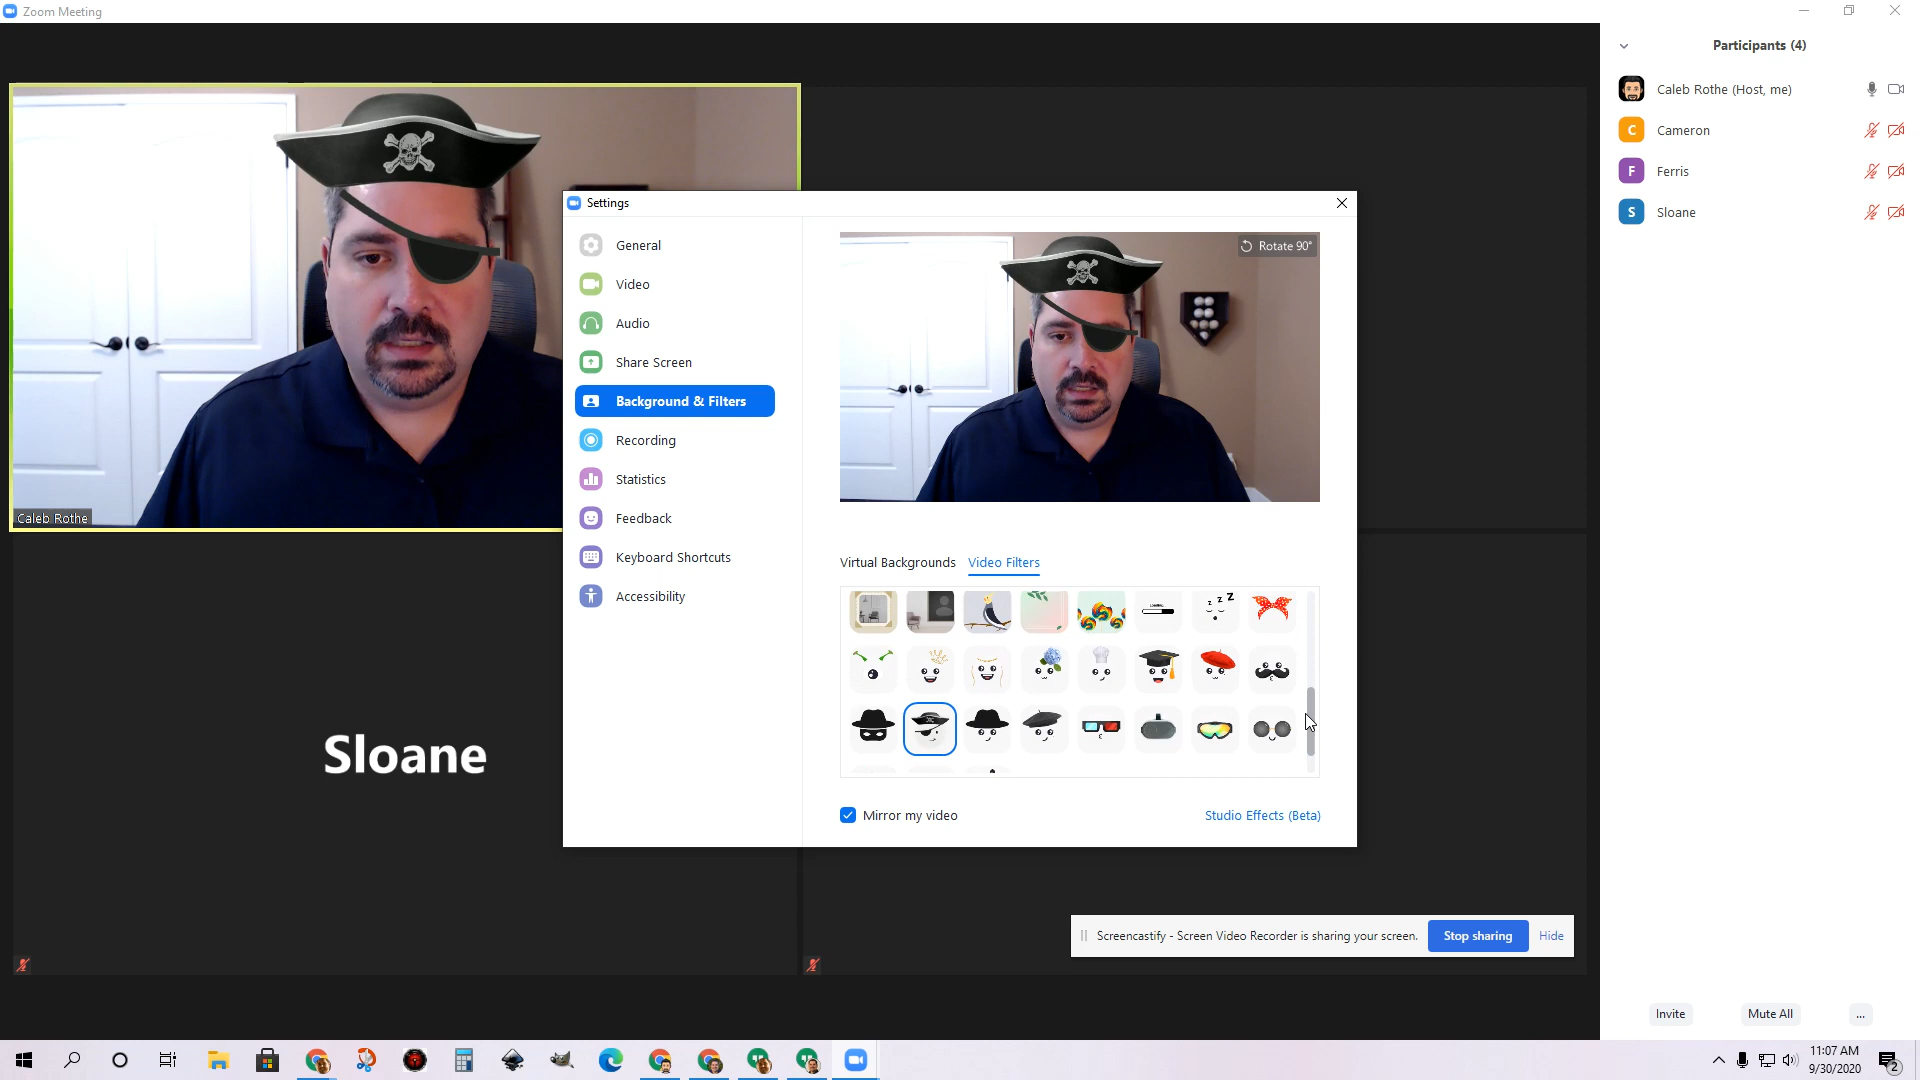 Zoom Meeting
Participants (4)
Caleb Rothe (Host, me)
C Cameron
F Ferris
S Sloane
Settings
General
Video
Audio
Share Screen
Background & Filters
Recording
Statistics
Feedback
Keyboard Shortcuts
Accessibility
Rotate 90°
Virtual Backgrounds Video Filters
z z Z
Mirror my video
Studio Effects (Beta)
Caleb Rothe
Sloane
Screencastify - Screen Video Recorder is sharing your screen. Stop sharing Hide
Invite Mute All ...
11:07 AM
9/30/2020
2